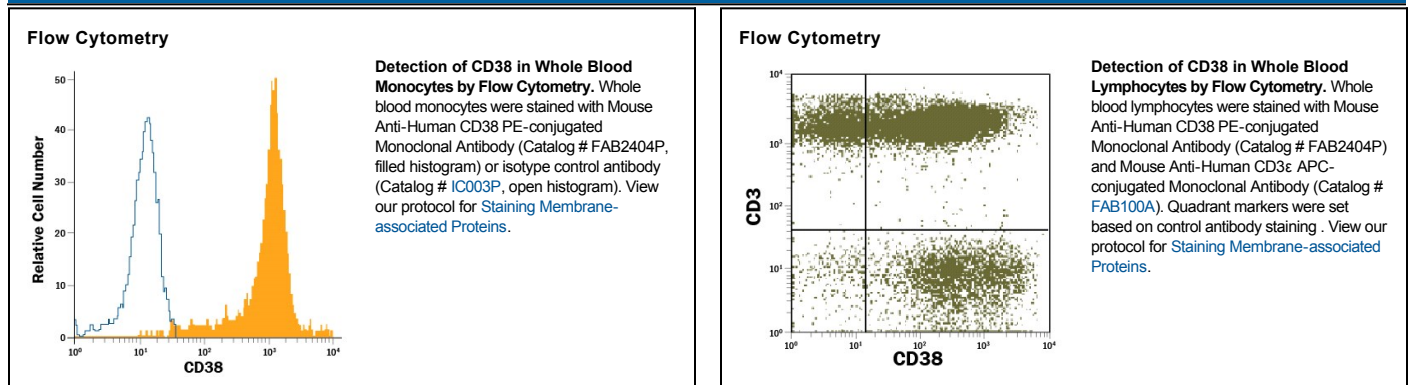 Flow Cytometry
50
40
30
20
10
0
Relative Cell Number
10⁰ 10¹ 10² 10³ 10⁴
CD38
Detection of CD38 in Whole Blood
Monocytes by Flow Cytometry. Whole
blood monocytes were stained with Mouse
Anti-Human CD38 PE-conjugated
Monoclonal Antibody (Catalog # FAB2404P,
filled histogram) or isotype control antibody
(Catalog # IC003P, open histogram). View
our protocol for Staining Membrane-
associated Proteins.
Flow Cytometry
10⁴
10³
10²
10¹
10⁰
CD3
10⁰ 10¹ 10² 10³ 10⁴
CD38
Detection of CD38 in Whole Blood
Lymphocytes by Flow Cytometry. Whole
blood lymphocytes were stained with Mouse
Anti-Human CD38 PE-conjugated
Monoclonal Antibody (Catalog # FAB2404P)
and Mouse Anti-Human CD3ε APC-
conjugated Monoclonal Antibody (Catalog #
FAB100A). Quadrant markers were set
based on control antibody staining . View our
protocol for Staining Membrane-associated
Proteins.